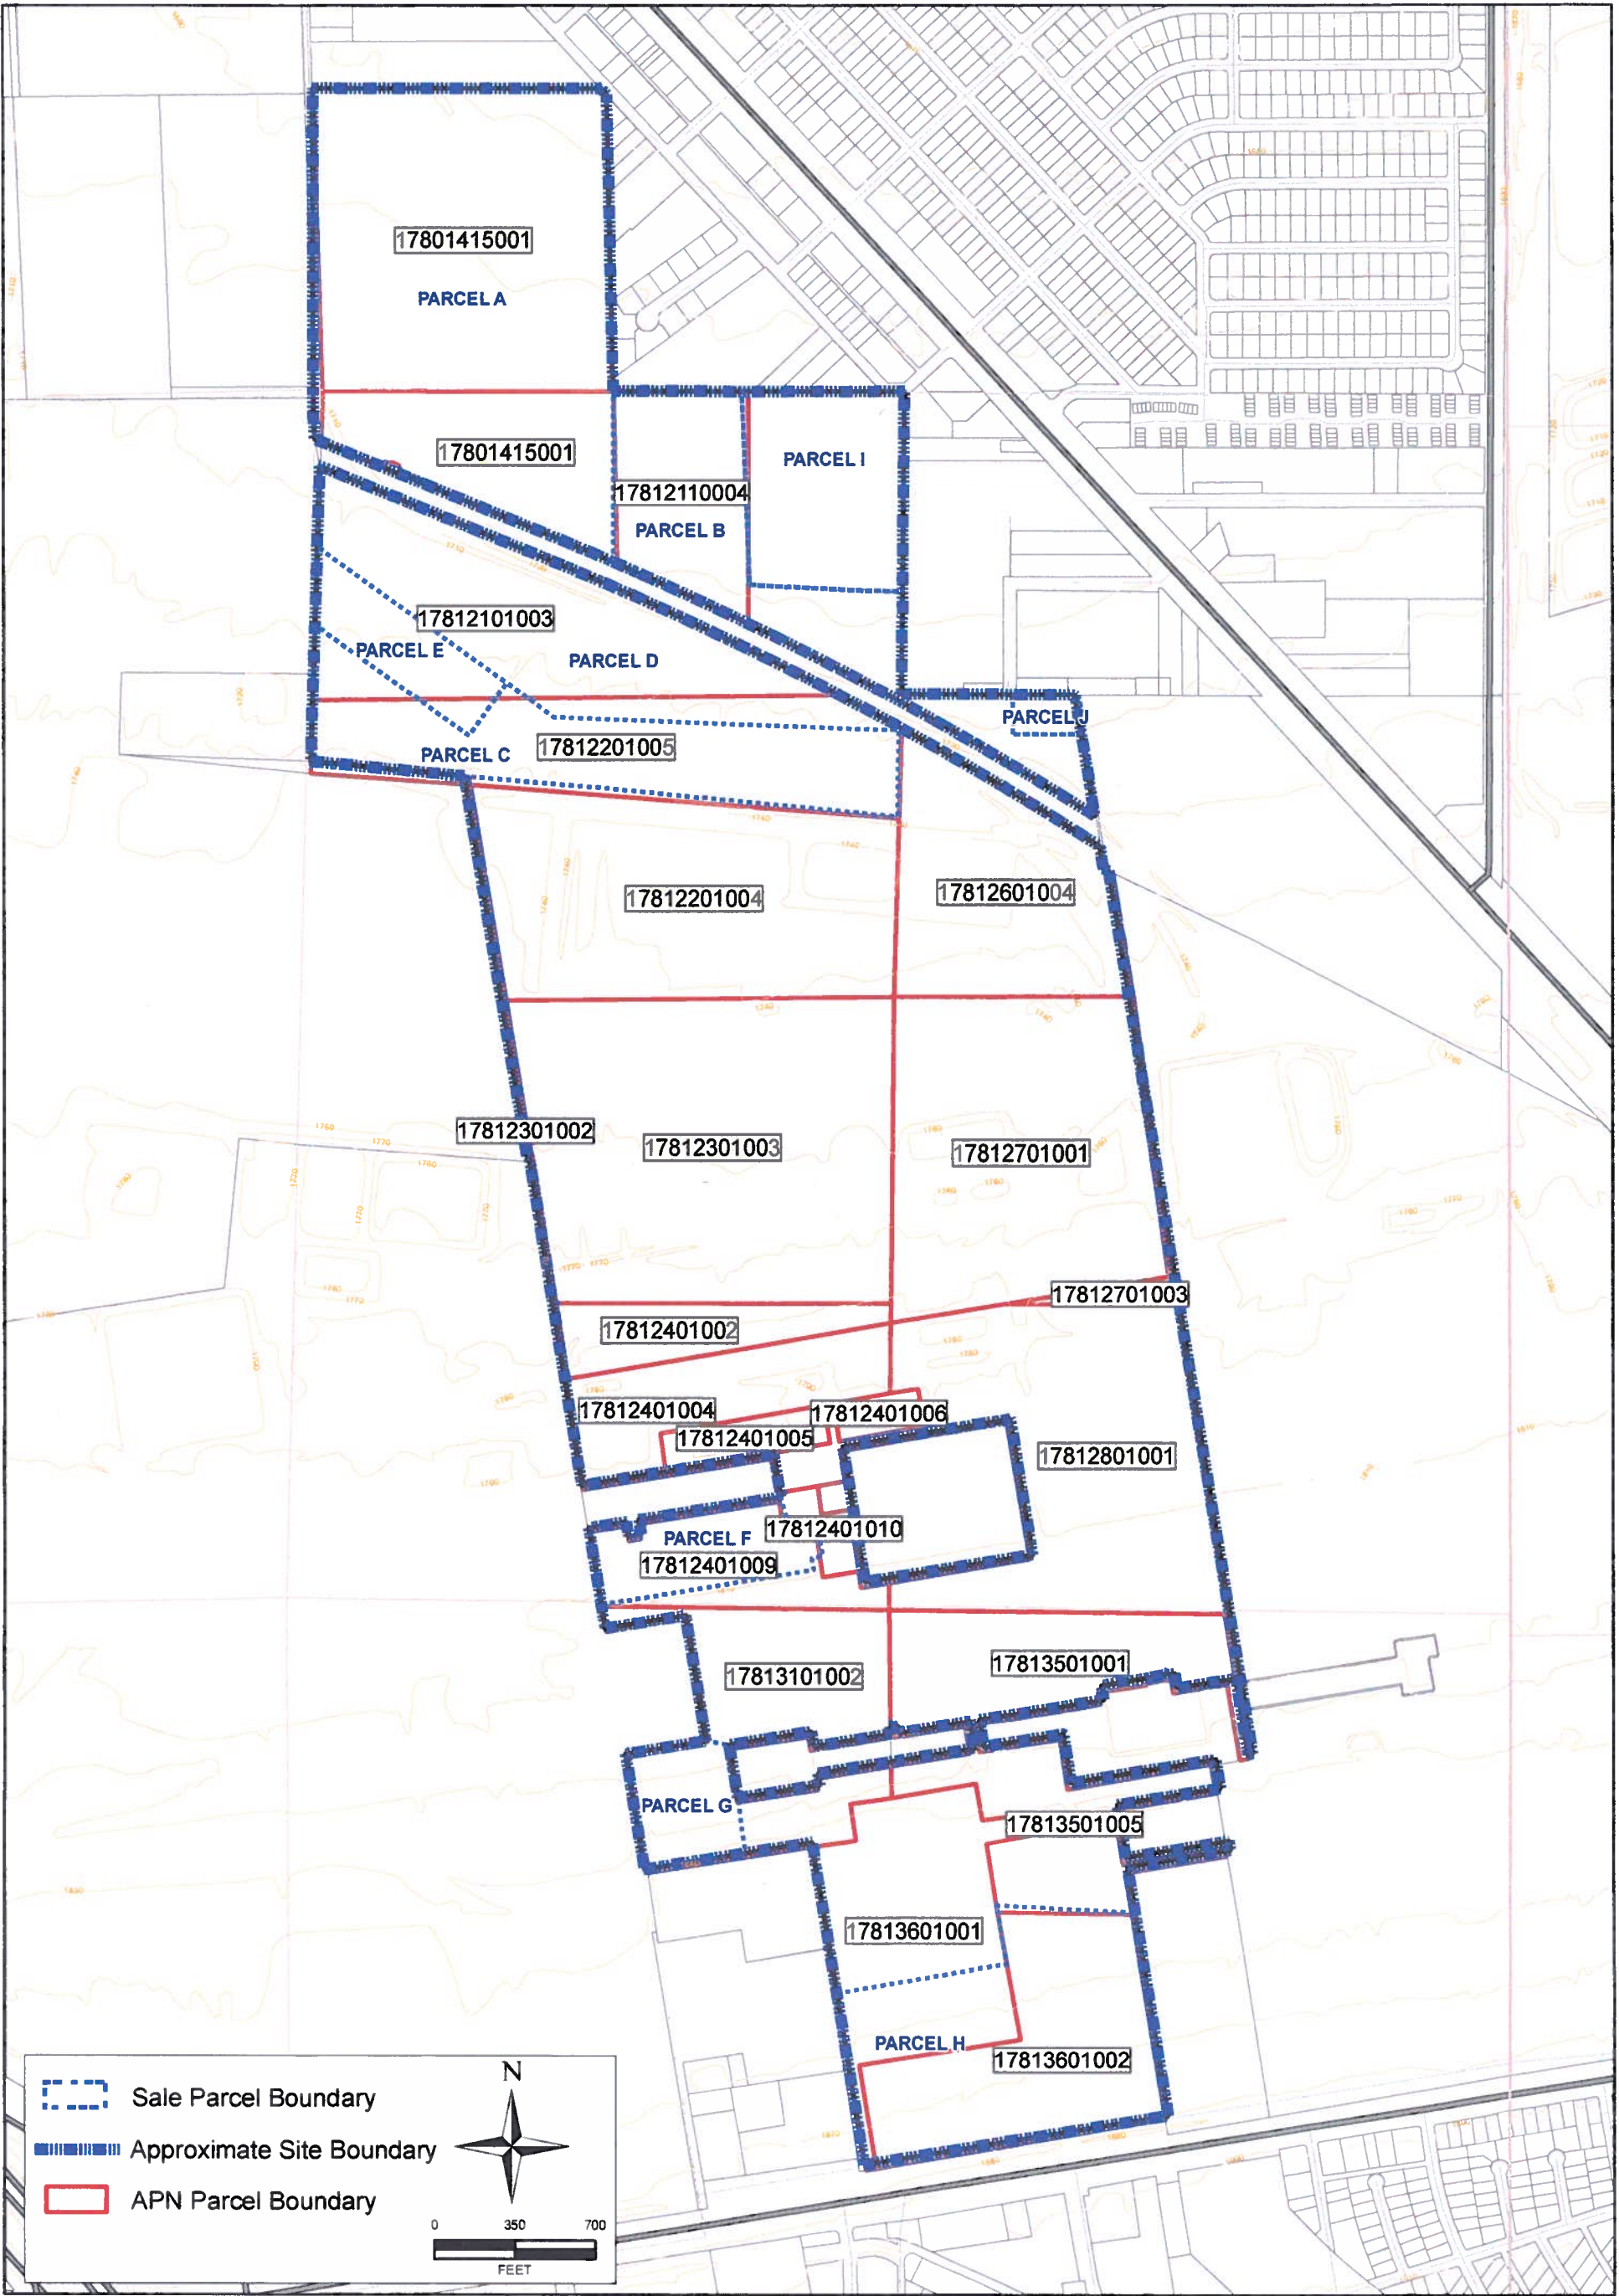 17801415001
PARCEL A
17801415001
PARCEL I
17812110004
PARCEL B
17812101003
PARCEL E
PARCEL D
PARCEL J
17812201005
PARCEL C
17812201004
17812601004
17812301002
17812301003
17812701001
17812701003
17812401002
17812401004
17812401006
17812401005
17812801001
17812401010
PARCEL F
17812401009
17813501001
17813101002
PARCEL G
17813501005
17813601001
PARCEL H
17813601002
N
Sale Parcel Boundary
Approximate Site Boundary
APN Parcel Boundary
0 350 700
FEET